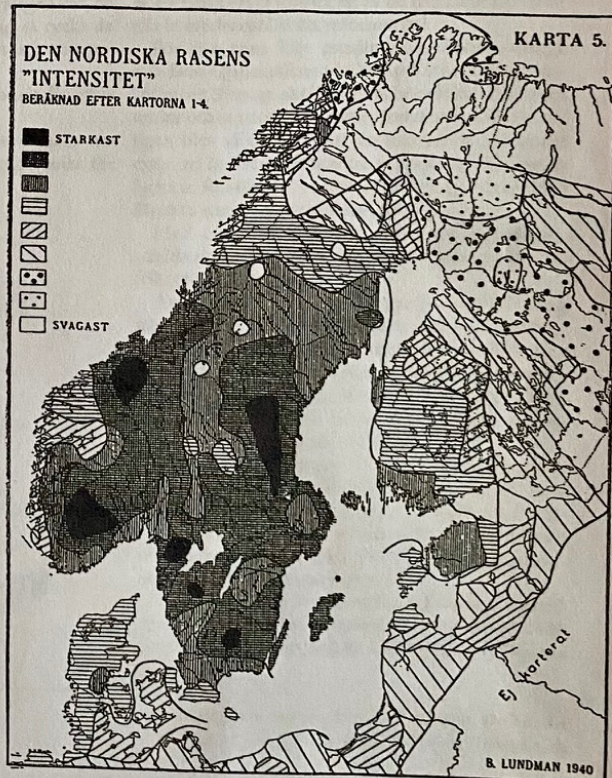 KARTA 5.
DEN NORDISKA RASENS
"INTENSITET"
BERÄKNAD EFTER KARTORNA 1-4.
STARKAST
SVAGAST
Ej kartorat
B. LUNDMAN 1940